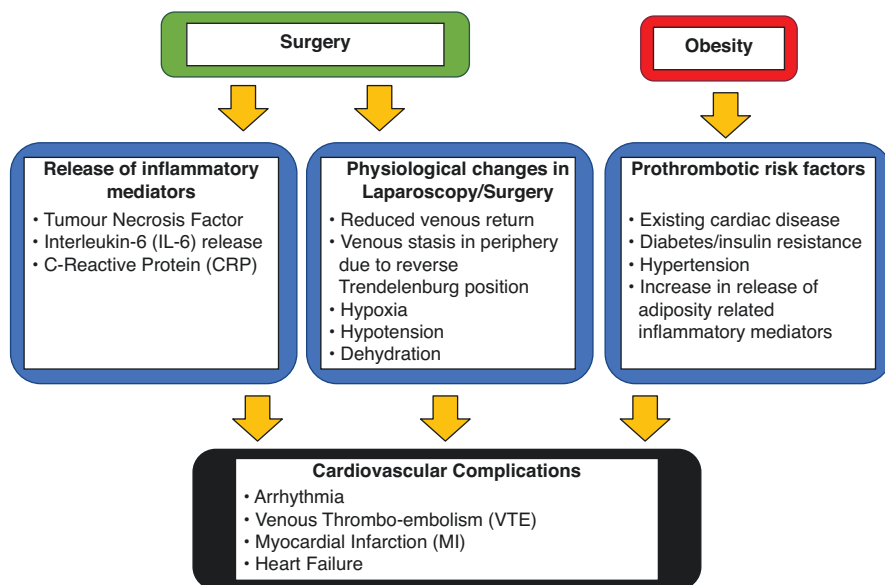 Surgery
Obesity
Release of inflammatory
mediators
• Tumour Necrosis Factor
• Interleukin-6 (IL-6) release
• C-Reactive Protein (CRP)
Physiological changes in
Laparoscopy/Surgery
• Reduced venous return
• Venous stasis in periphery
due to reverse
Trendelenburg position
• Hypoxia
• Hypotension
• Dehydration
Prothrombotic risk factors
• Existing cardiac disease
• Diabetes/insulin resistance
• Hypertension
• Increase in release of
adiposity related
inflammatory mediators
Cardiovascular Complications
• Arrhythmia
• Venous Thrombo-embolism (VTE)
• Myocardial Infarction (MI)
• Heart Failure